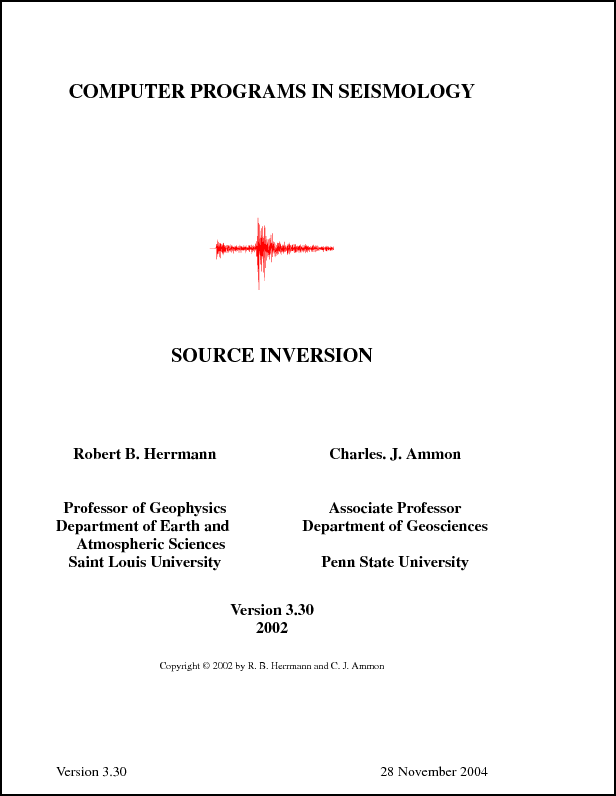 COMPUTER PROGRAMS IN SEISMOLOGY
SOURCE INVERSION
Robert B. Herrmann
Professor of Geophysics
Department of Earth and
Atmospheric Sciences
Saint Louis University
Charles. J. Ammon
Associate Professor
Department of Geosciences
Penn State University
Version 3.30
2002
Copyright © 2002 by R. B. Herrmann and C. J. Ammon
Version 3.30
28 November 2004